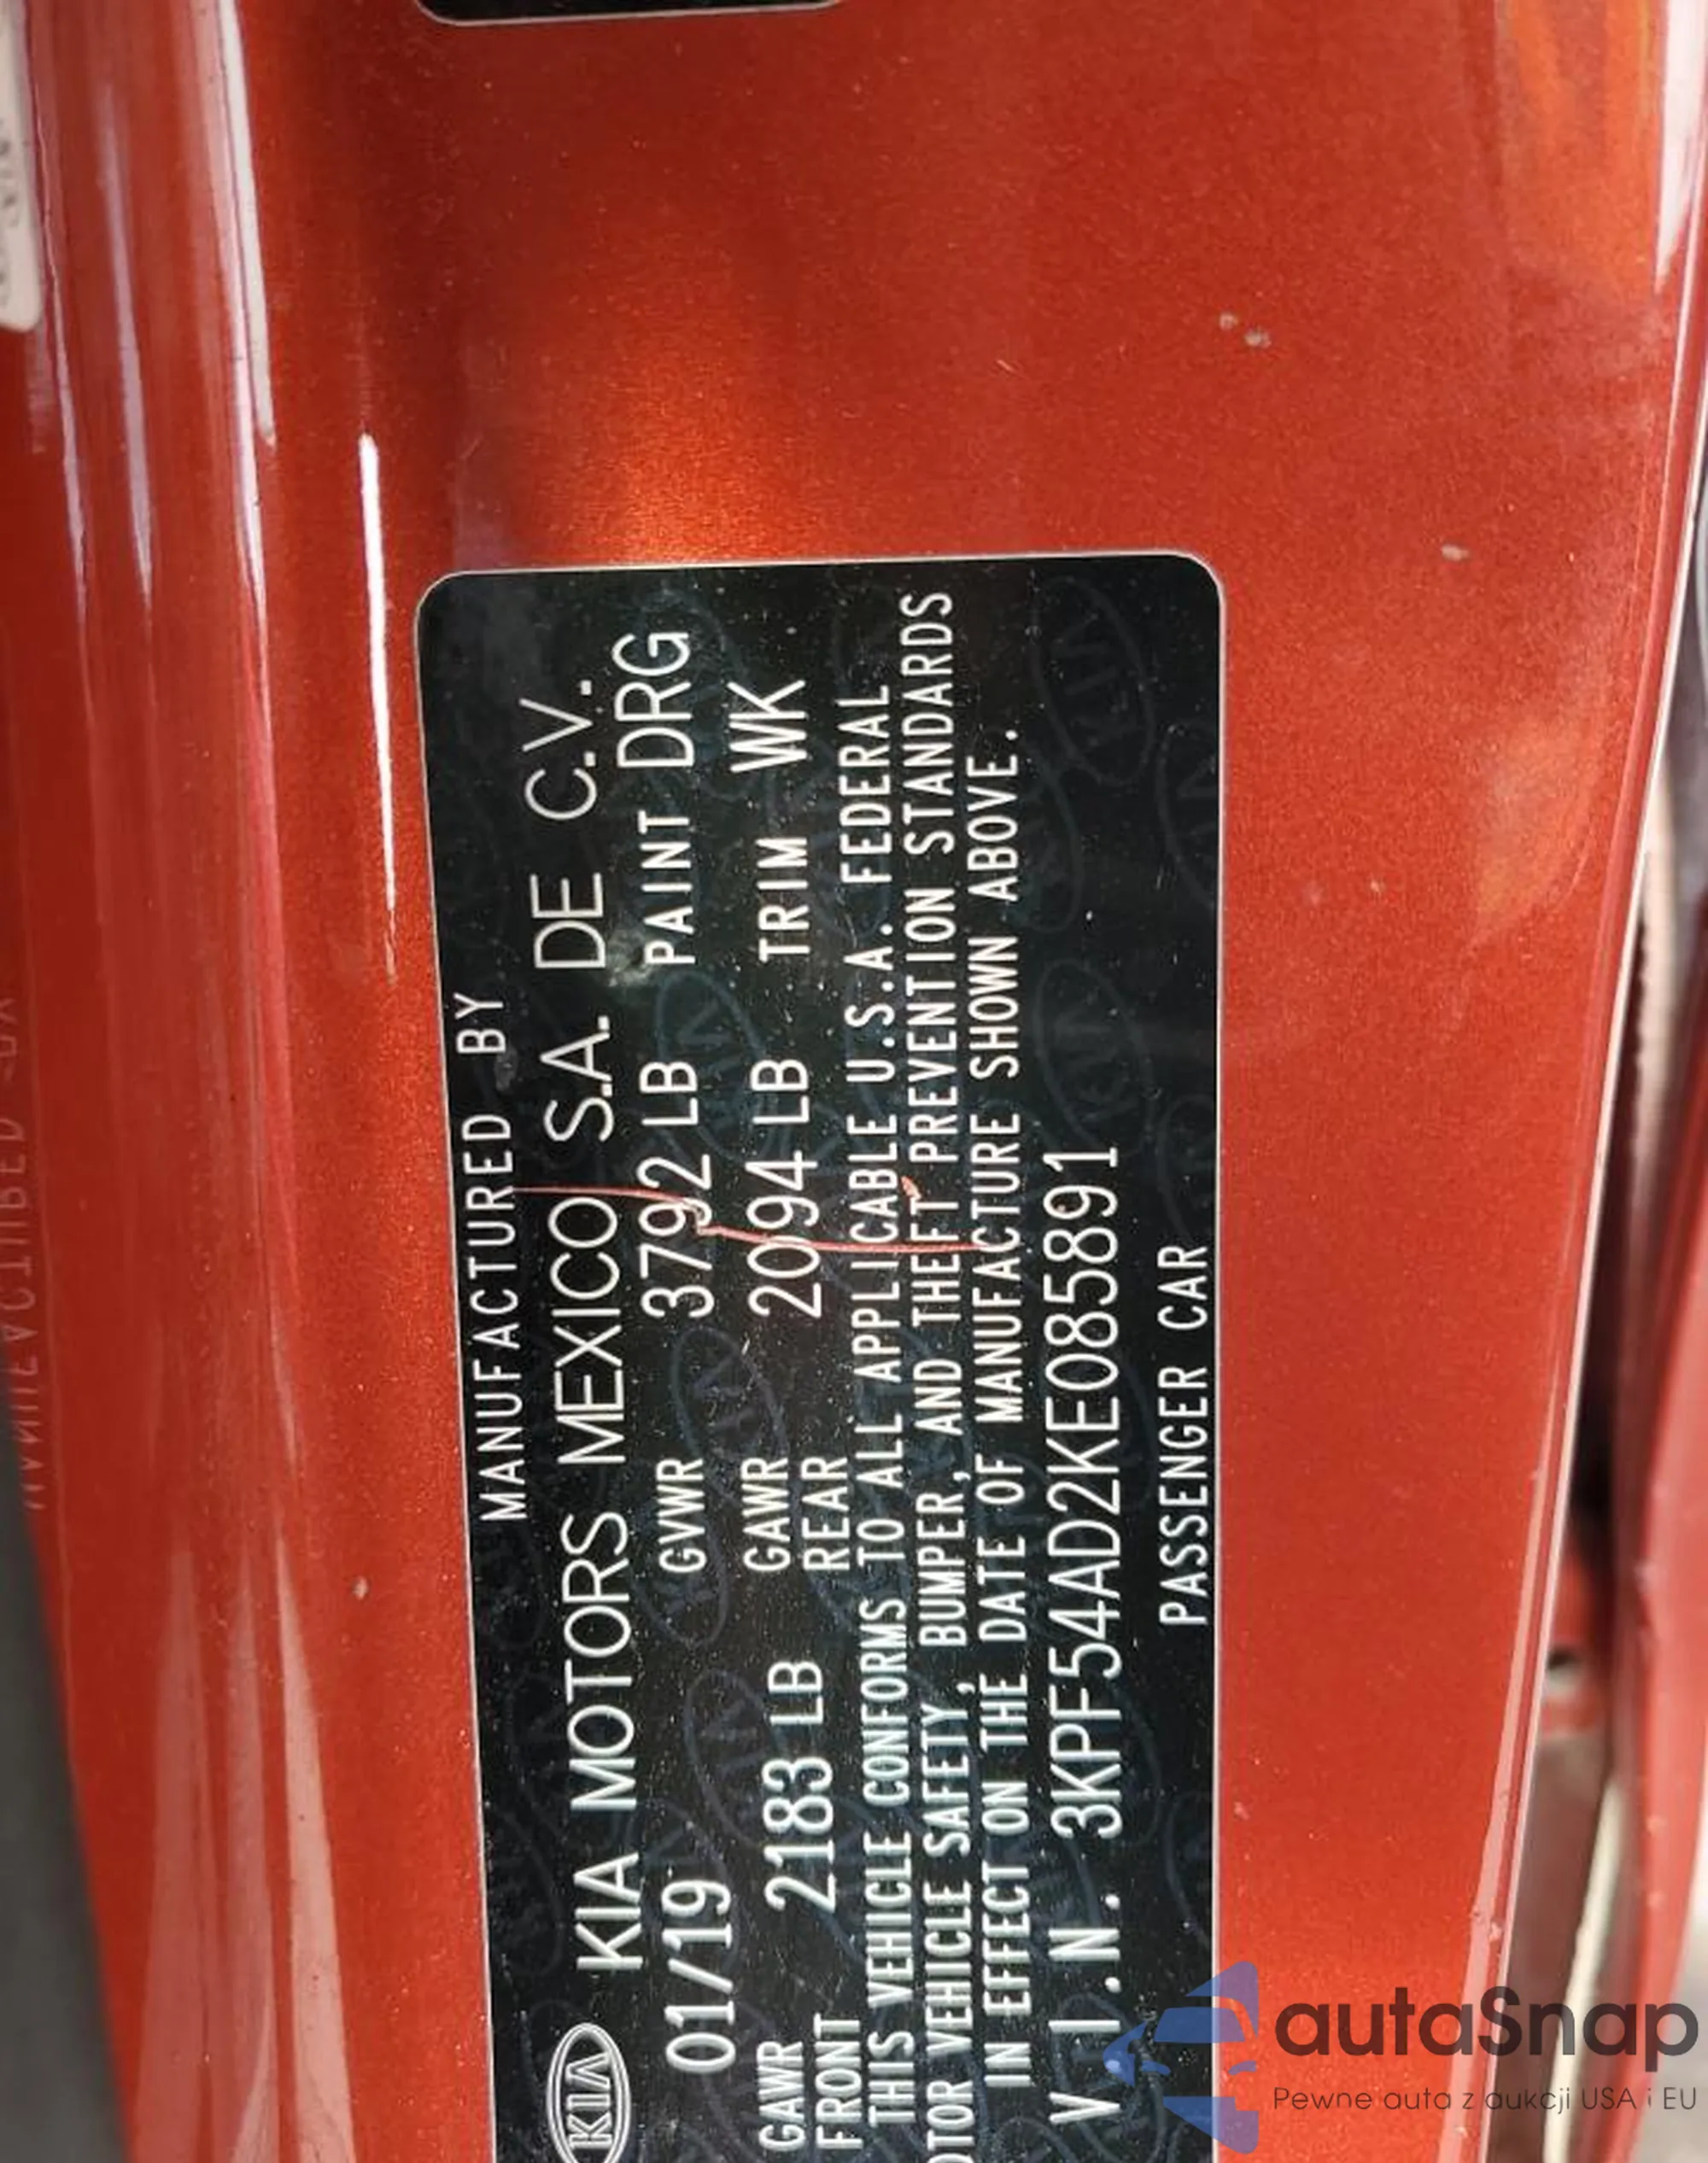 MANUFACTURED BY
KIA KIA MOTORS MEXICO S.A. DE C.V.
01/19 GVWR 3792 LB PAINT DRG
GAWR FRONT 2183 LB GAWR REAR 2094 LB TRIM WK
THIS VEHICLE CONFORMS TO ALL APPLICABLE U.S.A. FEDERAL
OTOR VEHICLE SAFETY, BUMPER, AND THEFT PREVENTION STANDARDS
IN EFFECT ON THE DATE OF MANUFACTURE SHOWN ABOVE.
V.I.N. 3KPF54AD2KE085891
PASSENGER CAR
autaSnap
Pewne auta z aukcji USA i EU